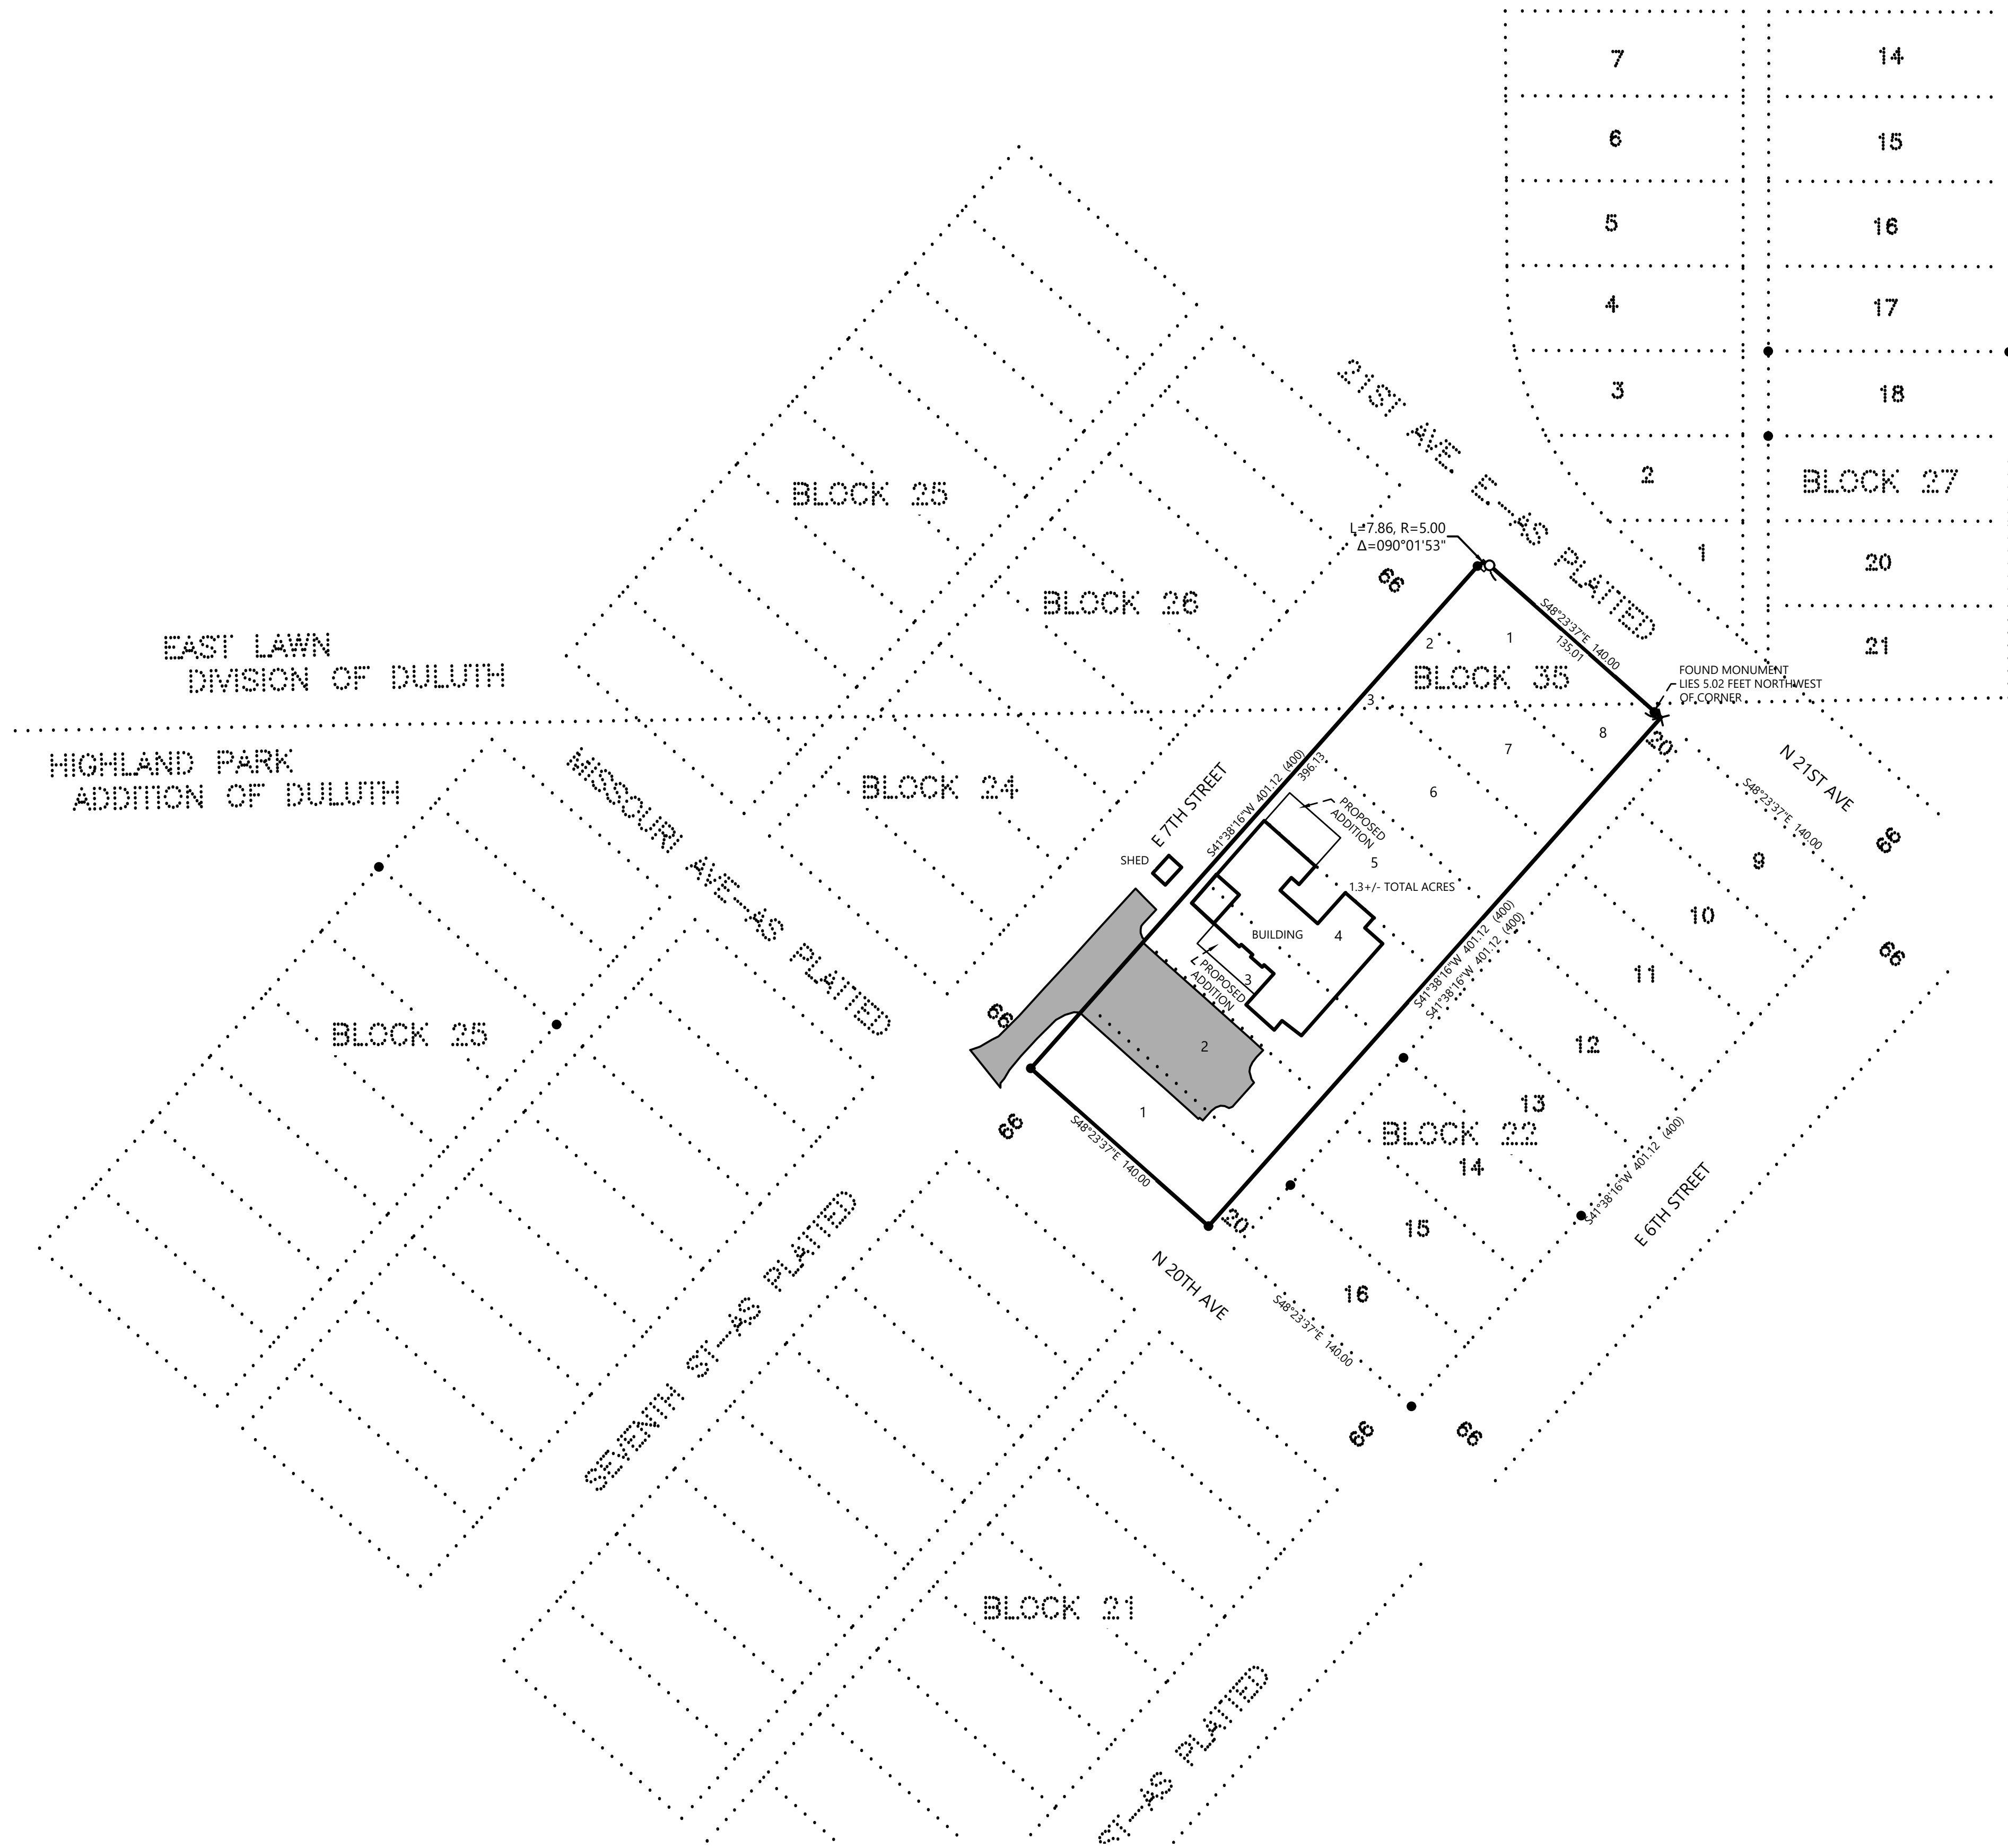 7
14
6
15
5
16
4
17
3
18
2
BLOCK 27
1
20
21
21ST AVE. E-AS PLATTED
BLOCK 25
BLOCK 26
L=7.86, R=5.00
Δ=090°01'53"
66
S48°23'37"E 140.00
135.01
1
2
BLOCK 35
3
8
7
6
5
4
3
2
1
FOUND MONUMENT
LIES 5.02 FEET NORTHWEST
OF CORNER
20
EAST LAWN
DIVISION OF DULUTH
HIGHLAND PARK
ADDITION OF DULUTH
MISSOURI AVE-AS PLATTED
BLOCK 24
E 7TH STREET
S41°38'16"W 401.12 (400)
396.13
PROPOSED
ADDITION
SHED
1.3+/- TOTAL ACRES
BUILDING
PROPOSED
ADDITION
S41°38'16"W 401.12 (400)
S41°38'16"W 401.12 (400)
N 21ST AVE
S48°23'37"E 140.00
66
66
9
10
11
12
13
BLOCK 22
14
15
16
S41°38'16"W 401.12 (400)
E 6TH STREET
BLOCK 25
66
66
S48°23'37"E 140.00
20
N 20TH AVE
S48°23'37"E 140.00
66
66
SEVENTH ST-AS PLATTED
BLOCK 21
-AS PLATTED